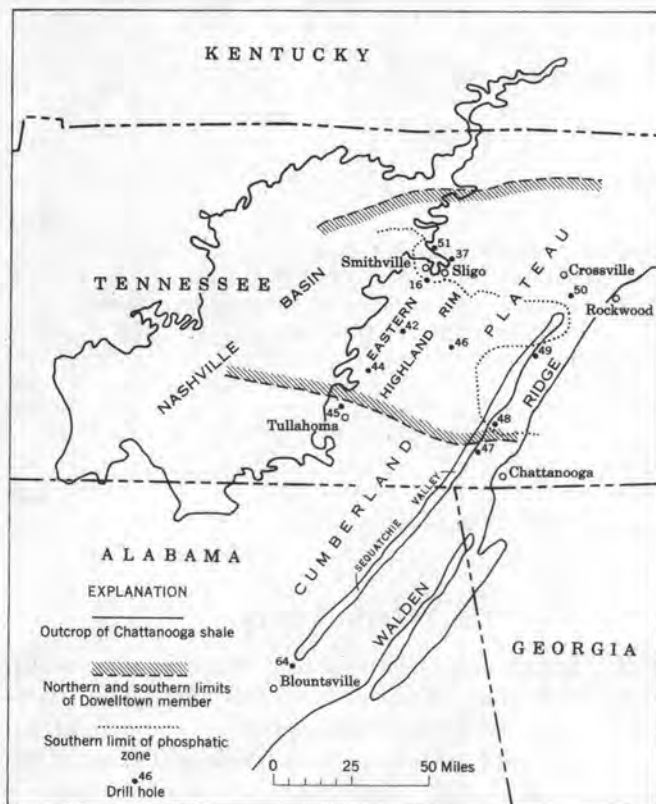 KENTUCKY
51
37
Smithville
Sligo
16
Crossville
50
Rockwood
TENNESSEE
NASHVILLE BASIN
EASTERN
HIGHLAND RIM
42
46
44
49
45
Tullahoma
48
47
Chattanooga
CUMBERLAND PLATEAU
SEQUATCHIE VALLEY
WALDEN RIDGE
ALABAMA
GEORGIA
64
Blountsville
EXPLANATION
Outcrop of Chattanooga shale
Northern and southern limits
of Dowelltown member
Southern limit of phosphatic
zone
46
Drill hole
0 50 Miles